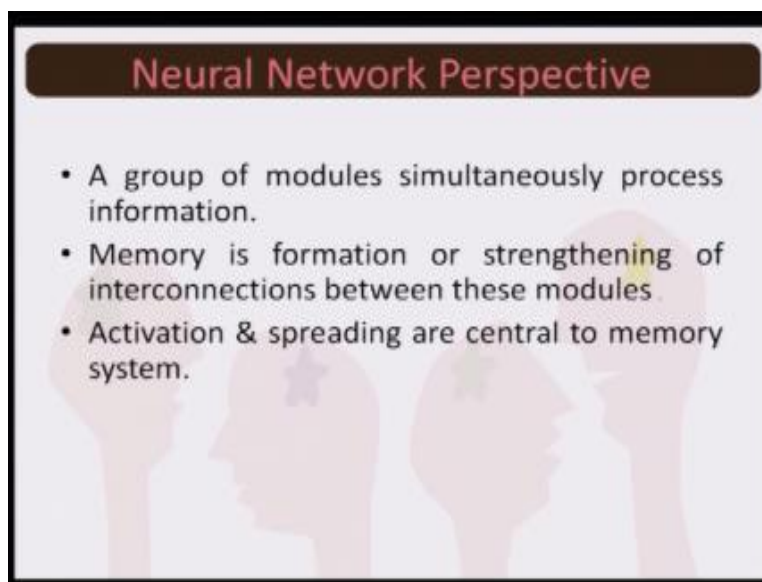 Neural Network Perspective
• A group of modules simultaneously process
information.
• Memory is formation or strengthening of
interconnections between these modules.
• Activation & spreading are central to memory
system.